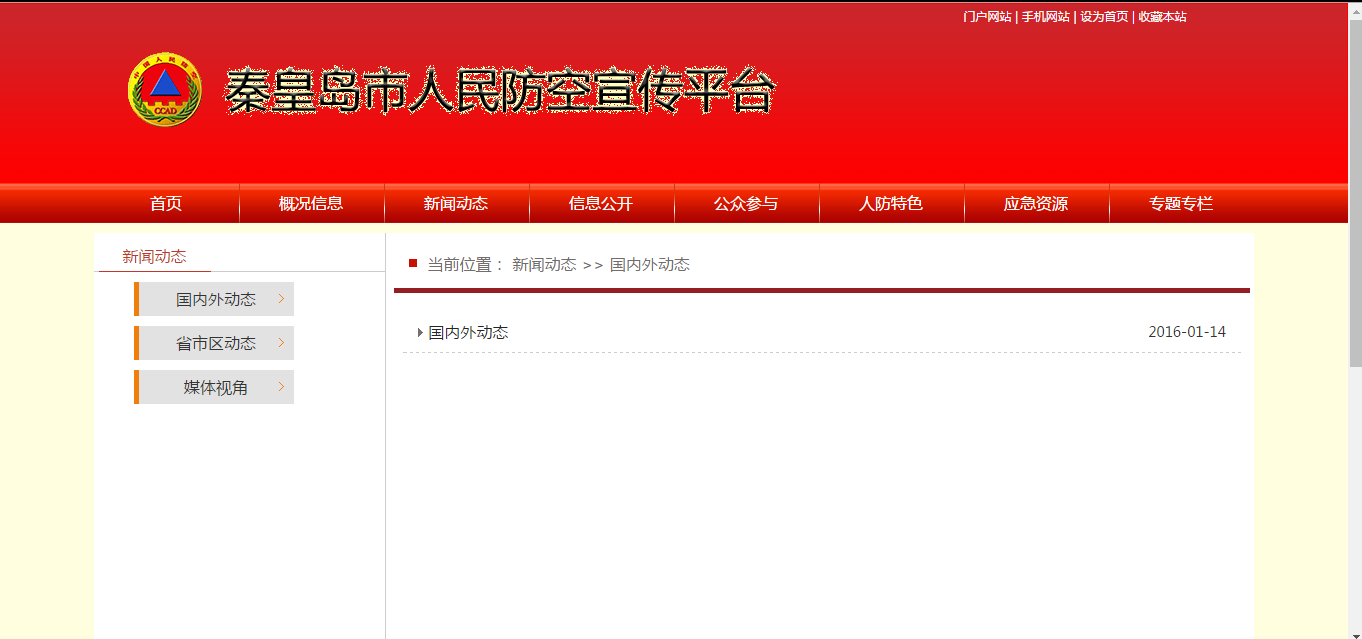 门户网站 | 手机网站 | 设为首页 | 收藏本站
中国人民防空
CCAD
秦皇岛市人民防空宣传平台
首页 概况信息 新闻动态 信息公开 公众参与 人防特色 应急资源 专题专栏
新闻动态
国内外动态
省市区动态
媒体视角
当前位置： 新闻动态 >> 国内外动态
国内外动态 2016-01-14